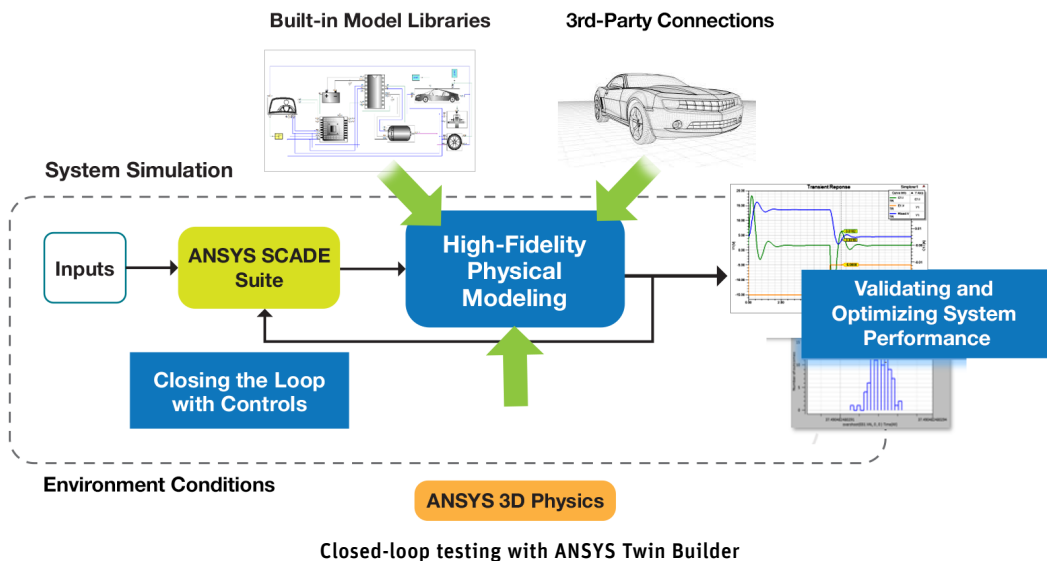 Built-in Model Libraries
3rd-Party Connections
System Simulation
Inputs
ANSYS SCADE
Suite
High-Fidelity
Physical
Modeling
Transient Response
Validating and
Optimizing System
Performance
Closing the Loop
with Controls
Environment Conditions
ANSYS 3D Physics
Closed-loop testing with ANSYS Twin Builder